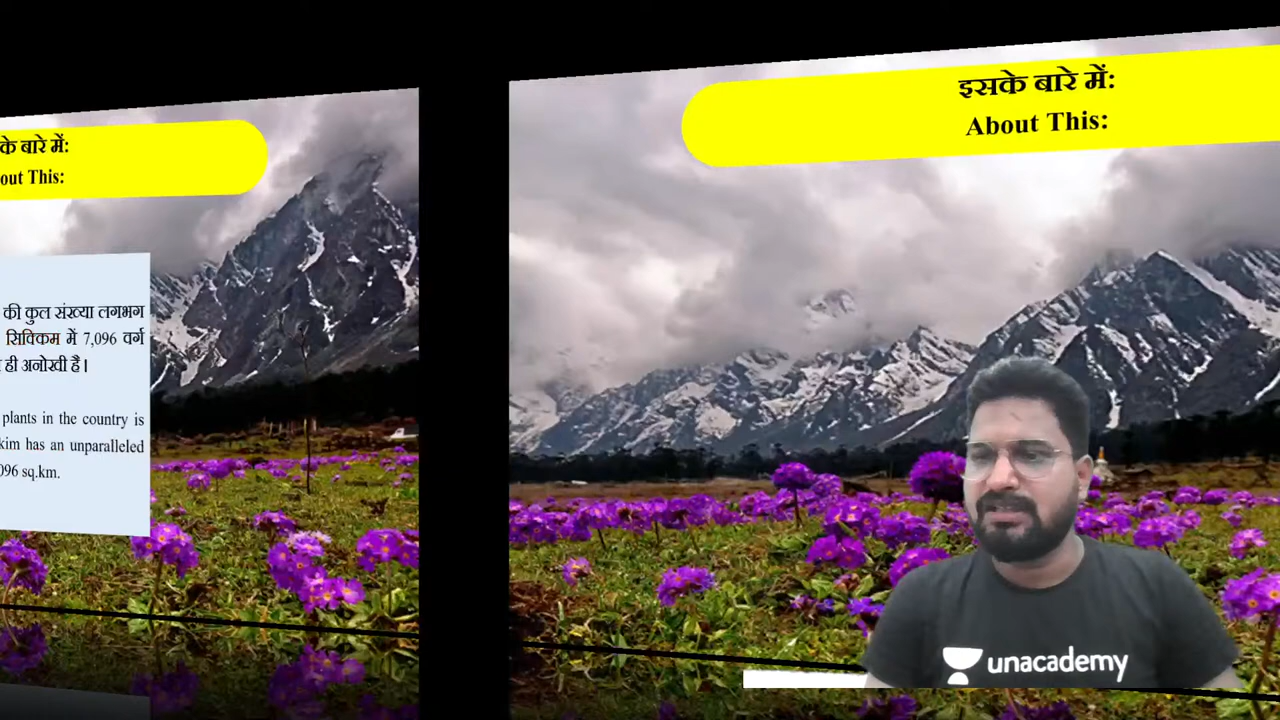 के बारे में:
out This:
की कुल संख्या लगभग
सिक्किम में 7,096 वर्ग
ही अनोखी है।
plants in the country is
kim has an unparalleled
096 sq.km.
इसके बारे में:
About This:
unacademy